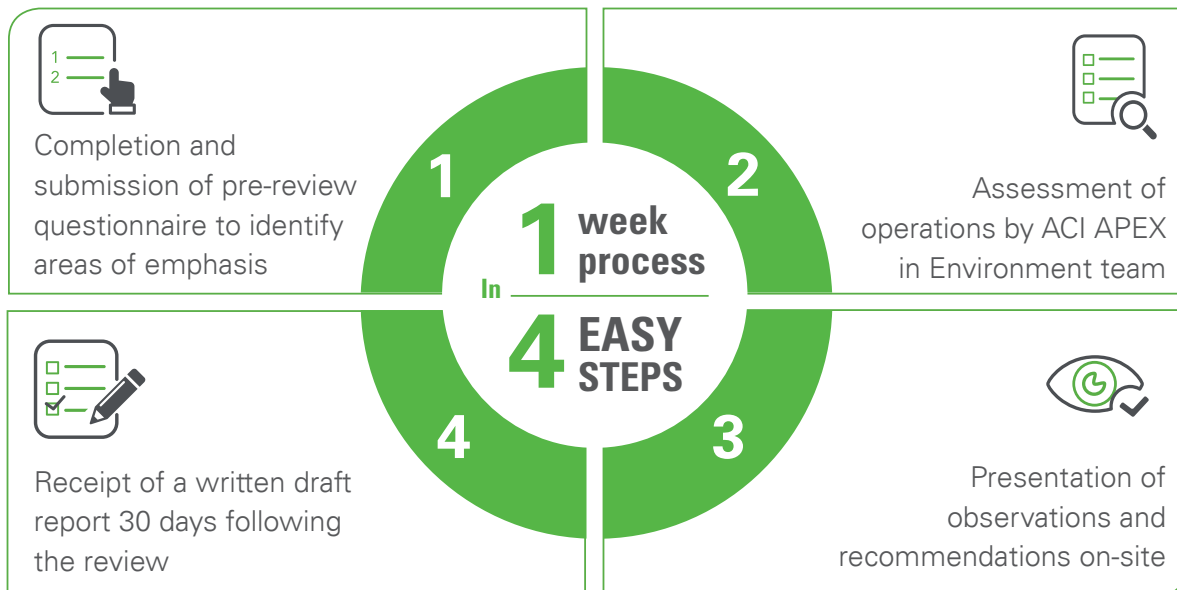 1
2
Completion and
submission of pre-review
questionnaire to identify
areas of emphasis
1
2
Assessment of
operations by ACI APEX
in Environment team
1 week
process
In
4 EASY
STEPS
3
Presentation of
observations and
recommendations on-site
4
Receipt of a written draft
report 30 days following
the review